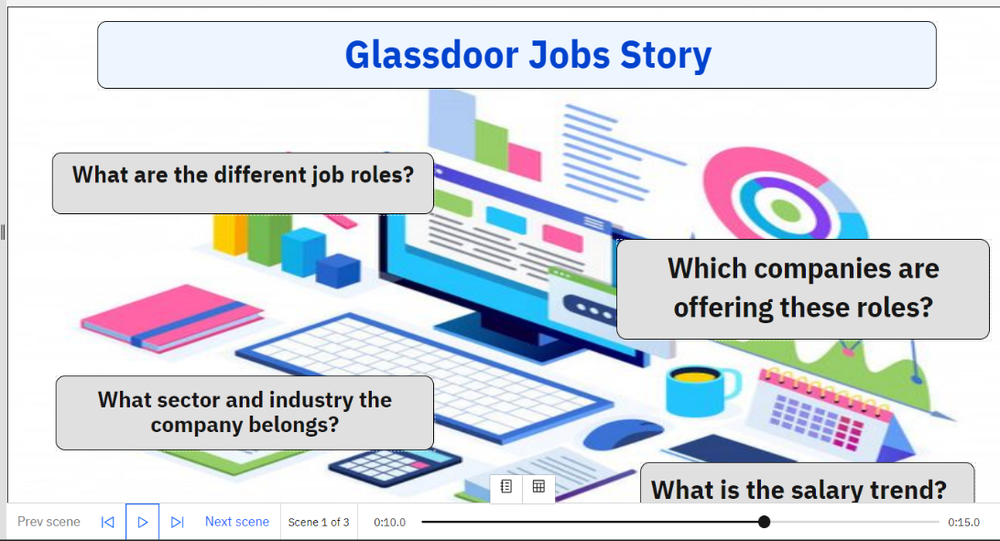 Glassdoor Jobs Story
What are the different job roles?
Which companies are
offering these roles?
What sector and industry the
company belongs?
What is the salary trend?
Prev scene
Next scene
Scene 1 of 3
0:10.0
0:15.0